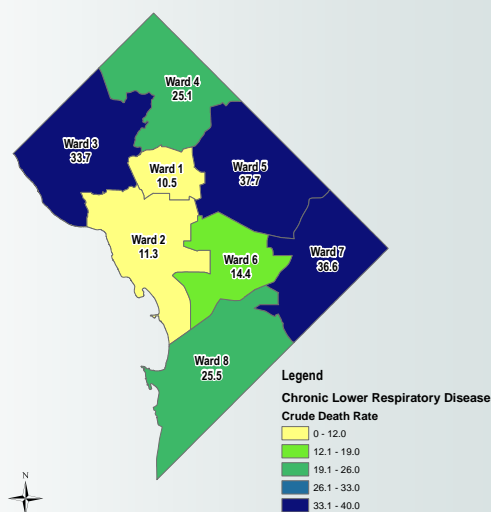 Ward 4
25.1
Ward 3
33.7
Ward 5
37.7
Ward 1
10.5
Ward 2
11.3
Ward 6
14.4
Ward 7
36.6
Ward 8
25.5
Legend
Chronic Lower Respiratory Disease
Crude Death Rate
0 - 12.0
12.1 - 19.0
19.1 - 26.0
26.1 - 33.0
33.1 - 40.0
N